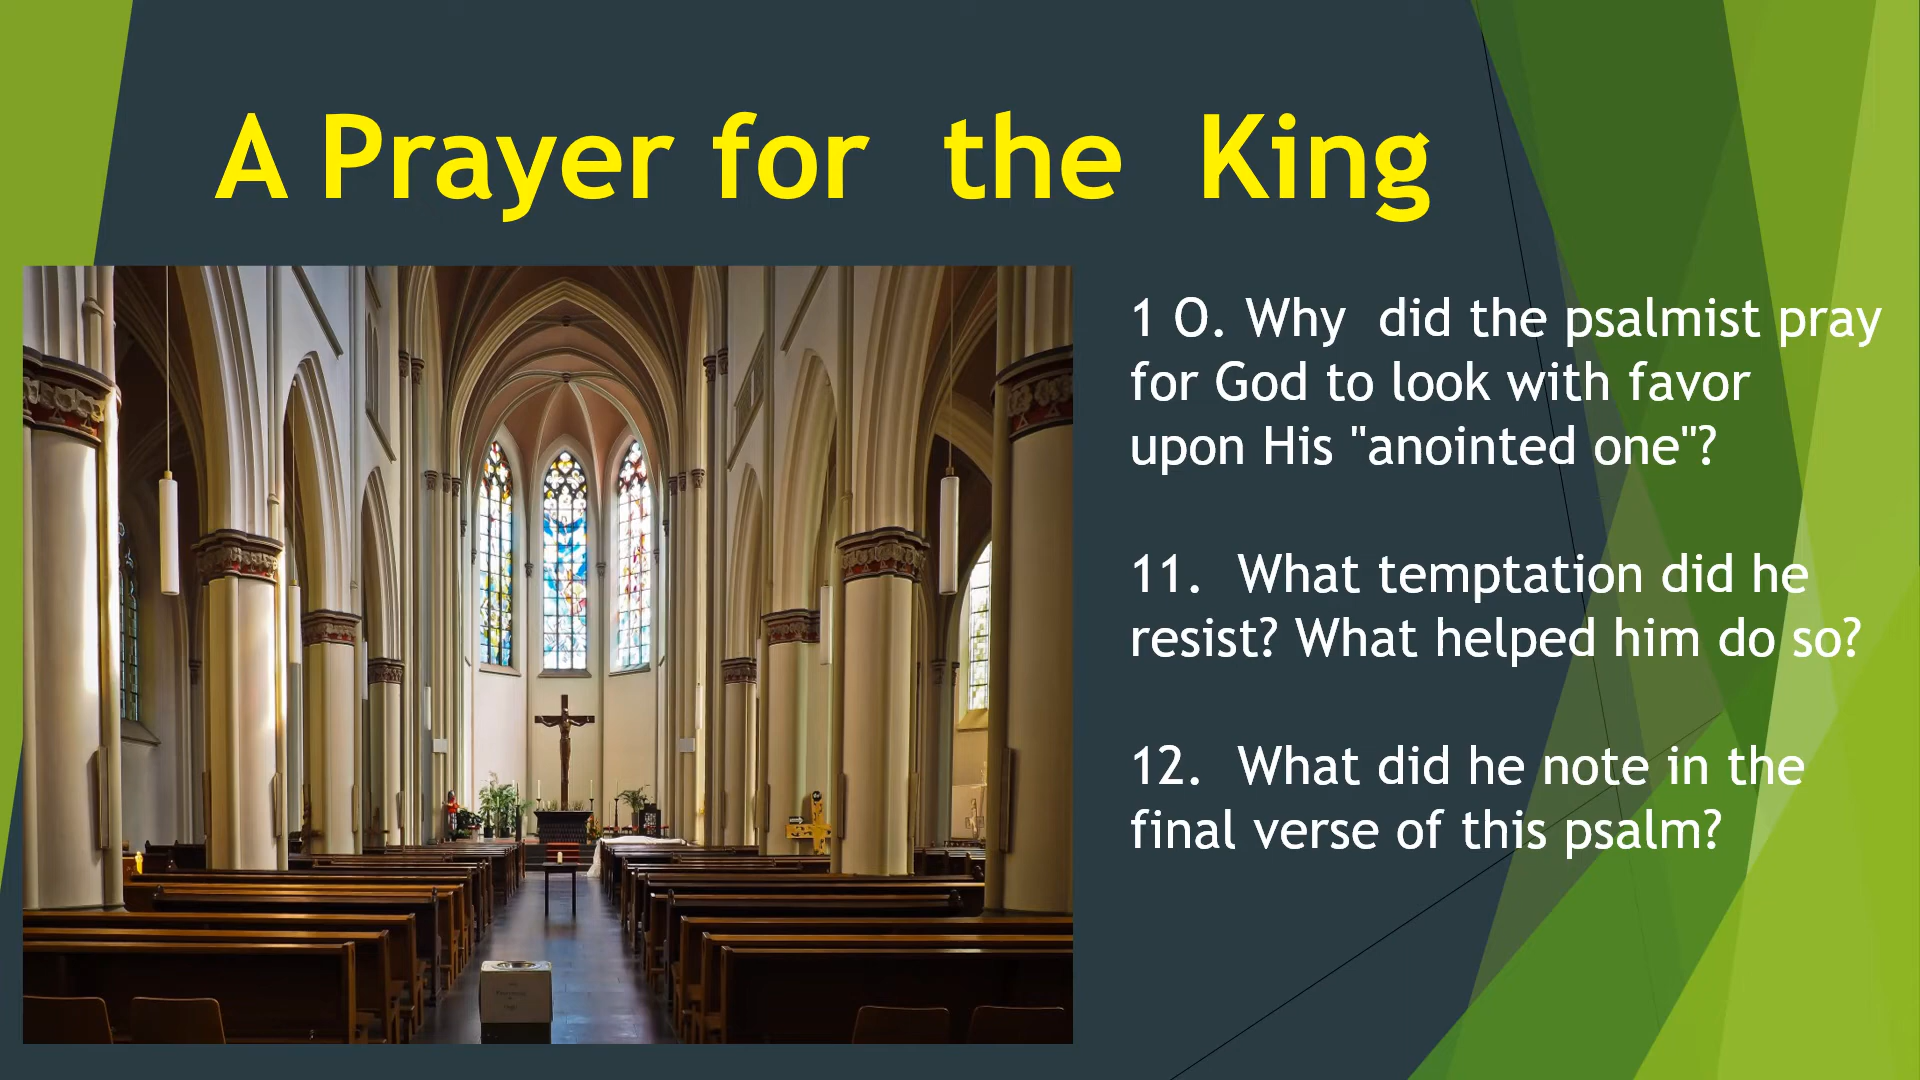 A Prayer for the King
1 O. Why did the psalmist pray
for God to look with favor
upon His "anointed one"?
11. What temptation did he
resist? What helped him do so?
12. What did he note in the
final verse of this psalm?